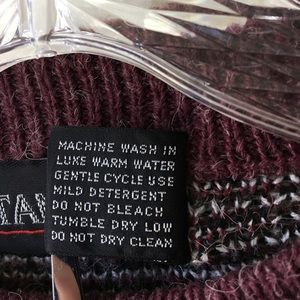 MACHINE WASH IN
LUKE WARM WATER
GENTLE CYCLE USE
MILD DETERGENT
DO NOT BLEACH
TUMBLE DRY LOW
DO NOT DRY CLEAN